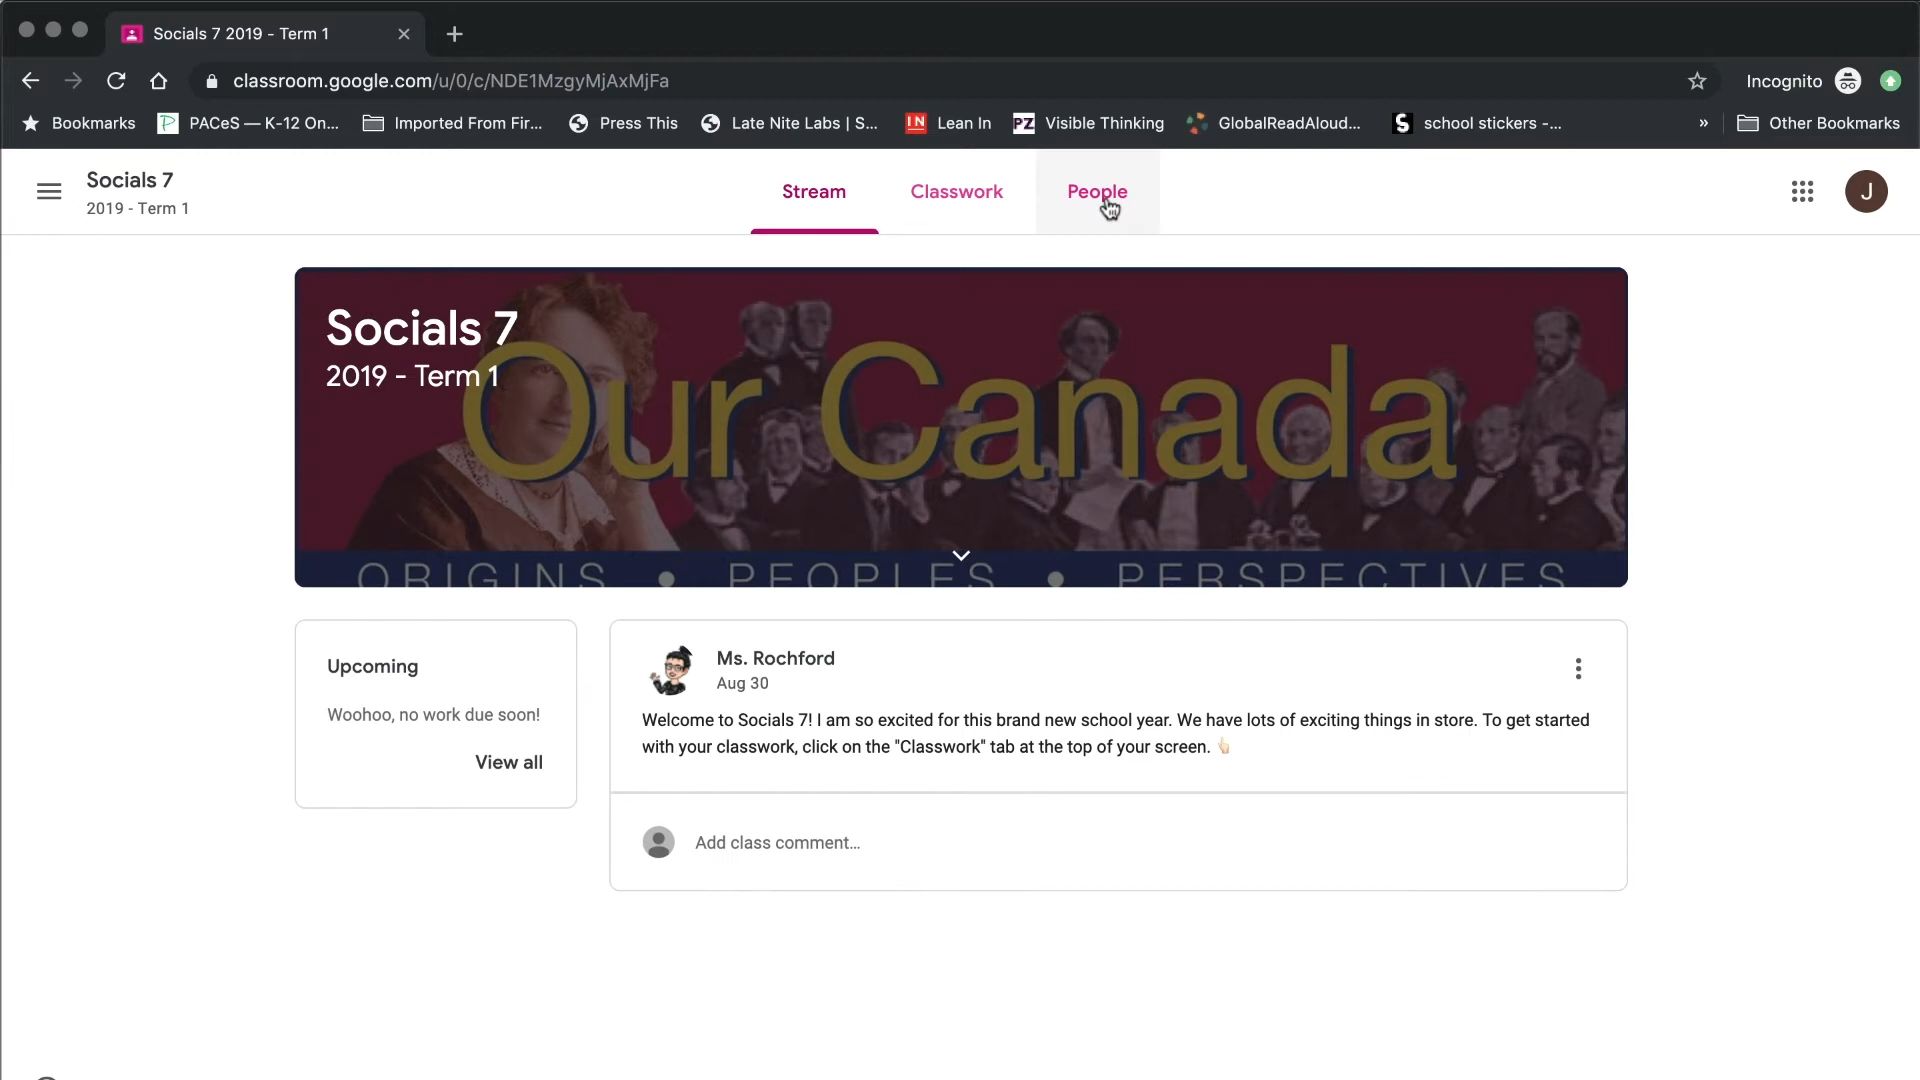 Socials 7 2019 - Term 1
classroom.google.com/u/0/c/NDE1MzgyMjAxMjFa
Incognito
Bookmarks
PACeS — K-12 On...
Imported From Fir...
Press This
Late Nite Labs | S...
IN Lean In
PZ Visible Thinking
GlobalReadAloud...
S school stickers -...
» Other Bookmarks
Socials 7
2019 - Term 1
Stream
Classwork
People
J
Socials 7
2019 - Term 1
Our Canada
ORIGINS • PEOPLES • PERSPECTIVES
Upcoming
Woohoo, no work due soon!
View all
Ms. Rochford
Aug 30
Welcome to Socials 7! I am so excited for this brand new school year. We have lots of exciting things in store. To get started
with your classwork, click on the "Classwork" tab at the top of your screen. 👆🏻
Add class comment...